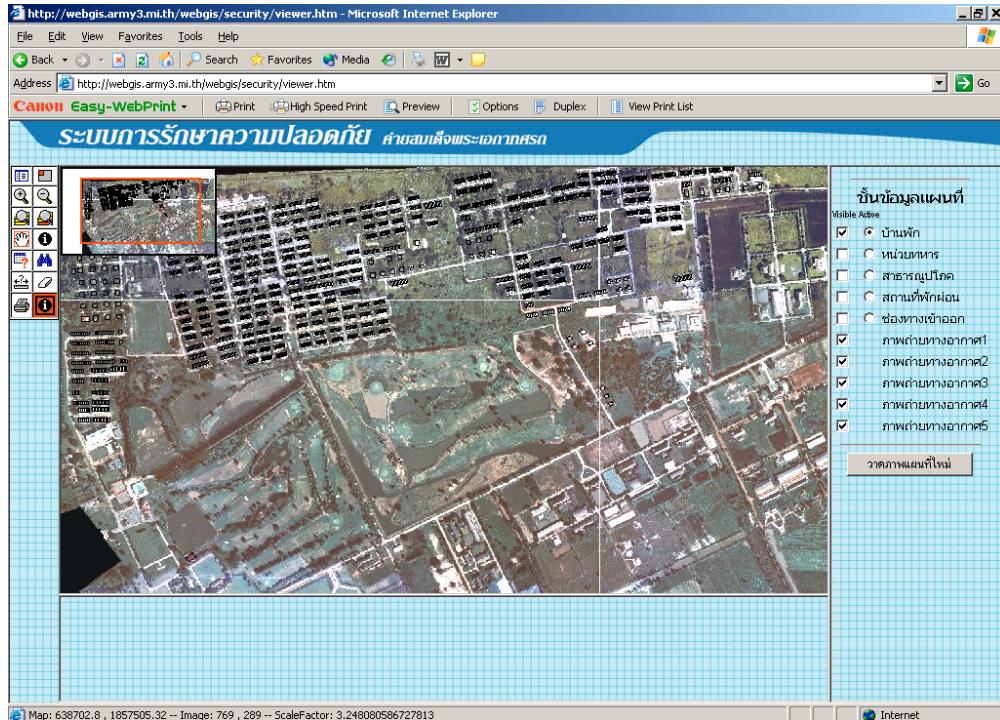 http://webgis.army3.mi.th/webgis/security/viewer.htm - Microsoft Internet Explorer
File Edit View Favorites Tools Help
Back Search Favorites Media
Address http://webgis.army3.mi.th/webgis/security/viewer.htm Go
Canon Easy-WebPrint Print High Speed Print Preview Options Duplex View Print List
ระบบการรักษาความปลอดภัย ค่ายสมเด็จพระเอกาทศรถ
ชั้นข้อมูลแผนที่
Visible Active
บ้านพัก
หน่วยทหาร
สาธารณูปโภค
สถานที่พักผ่อน
ช่องทางเข้าออก
ภาพถ่ายทางอากาศ1
ภาพถ่ายทางอากาศ2
ภาพถ่ายทางอากาศ3
ภาพถ่ายทางอากาศ4
ภาพถ่ายทางอากาศ5
วาดภาพแผนที่ใหม่
Map: 638702.8 , 1857505.32 -- Image: 769 , 289 -- ScaleFactor: 3.248080586727813 Internet